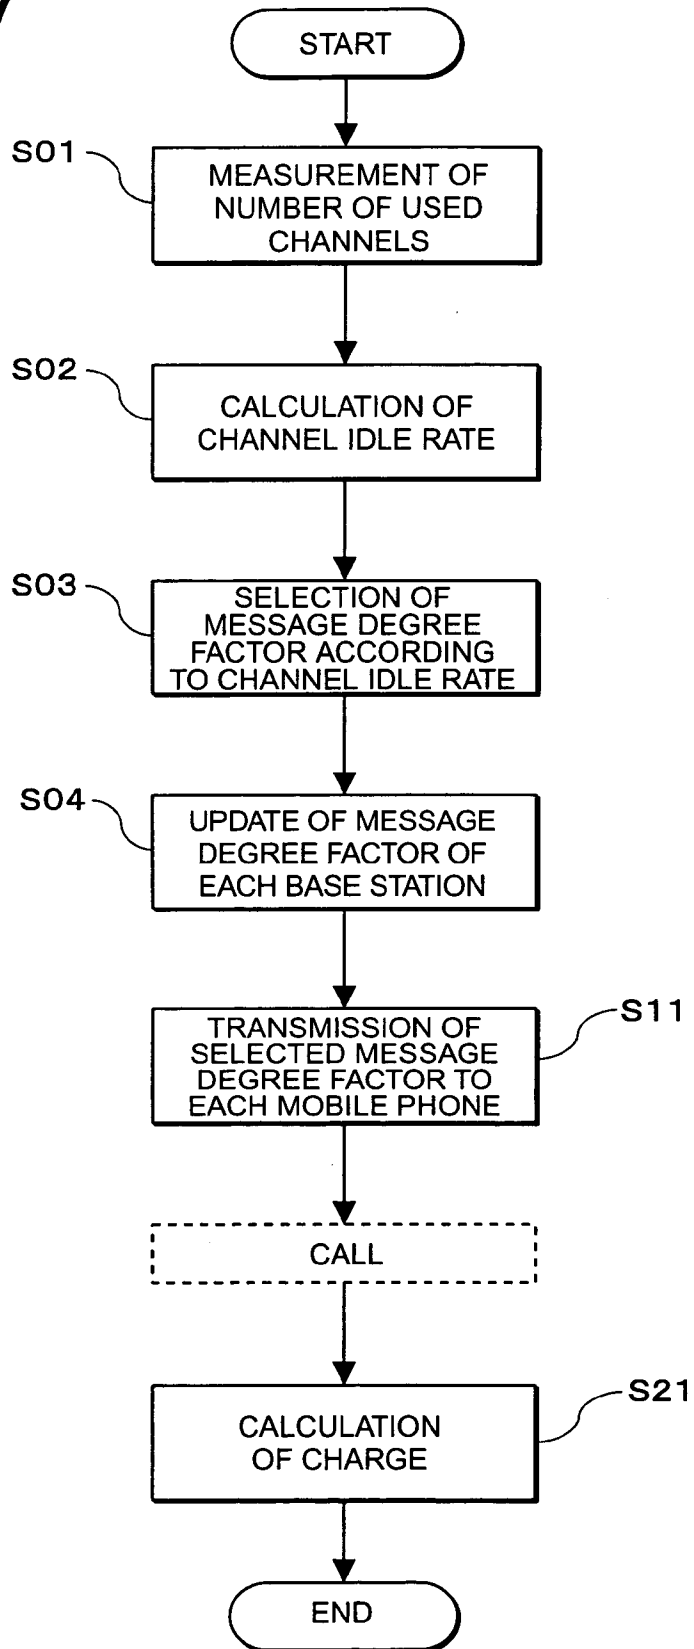 START
S01
MEASUREMENT OF
NUMBER OF USED
CHANNELS
S02
CALCULATION OF
CHANNEL IDLE RATE
S03
SELECTION OF
MESSAGE DEGREE
FACTOR ACCORDING
TO CHANNEL IDLE RATE
S04
UPDATE OF MESSAGE
DEGREE FACTOR OF
EACH BASE STATION
S11
TRANSMISSION OF
SELECTED MESSAGE
DEGREE FACTOR TO
EACH MOBILE PHONE
CALL
S21
CALCULATION
OF CHARGE
END